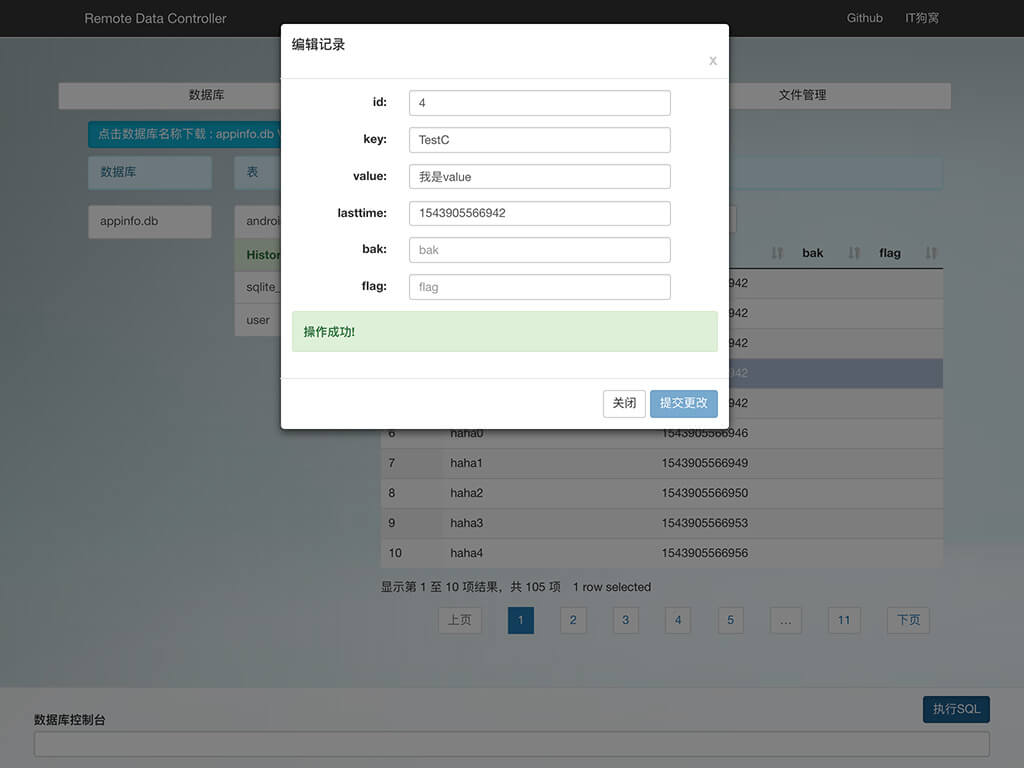 Remote Data Controller
Github
IT狗窝
编辑记录
x
数据库
文件管理
点击数据库名称下载 : appinfo.db
数据库
表
appinfo.db
sqlite_
user
id:
4
key:
TestC
value:
我是value
lasttime:
1543905566942
bak:
bak
flag:
flag
操作成功!
关闭
提交更改
bak
flag
942
942
942
942
942
6 haha0 1543905566946
7 haha1 1543905566949
8 haha2 1543905566950
9 haha3 1543905566953
10 haha4 1543905566956
显示第 1 至 10 项结果，共 105 项 1 row selected
上页 1 2 3 4 5 … 11 下页
数据库控制台
执行SQL